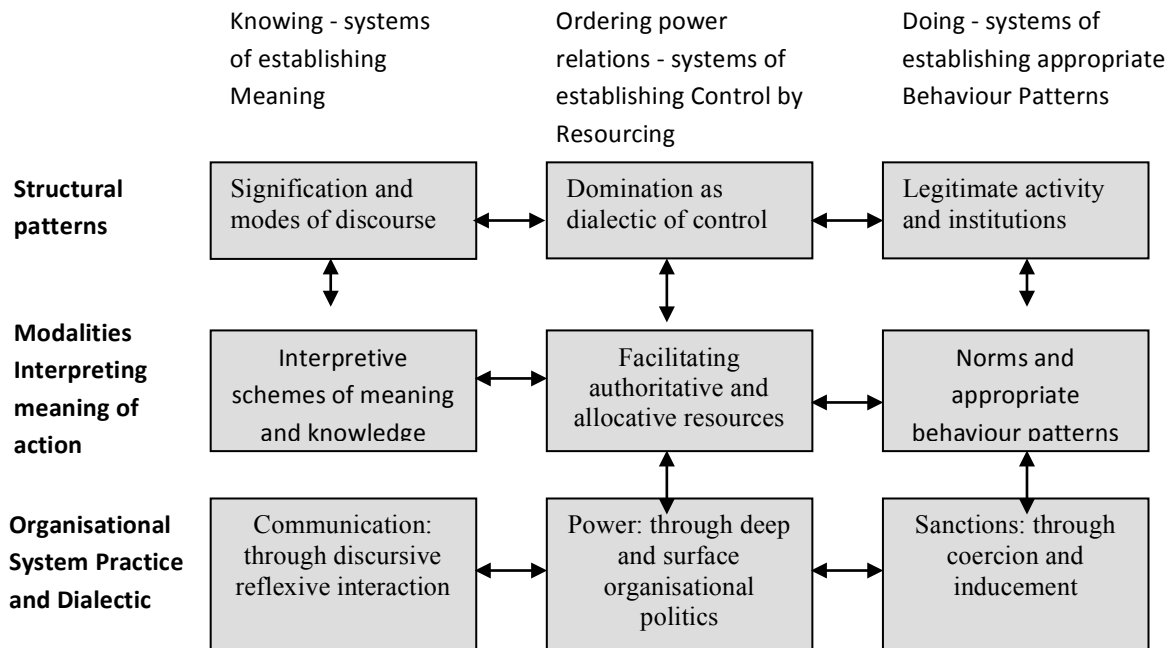 Knowing - systems
of establishing
Meaning
Ordering power
relations - systems of
establishing Control by
Resourcing
Doing - systems of
establishing appropriate
Behaviour Patterns
Structural
patterns
Signification and
modes of discourse
Domination as
dialectic of control
Legitimate activity
and institutions
Modalities
Interpreting
meaning of
action
Interpretive
schemes of meaning
and knowledge
Facilitating
authoritative and
allocative resources
Norms and
appropriate
behaviour patterns
Organisational
System Practice
and Dialectic
Communication:
through discursive
reflexive interaction
Power: through deep
and surface
organisational
politics
Sanctions: through
coercion and
inducement